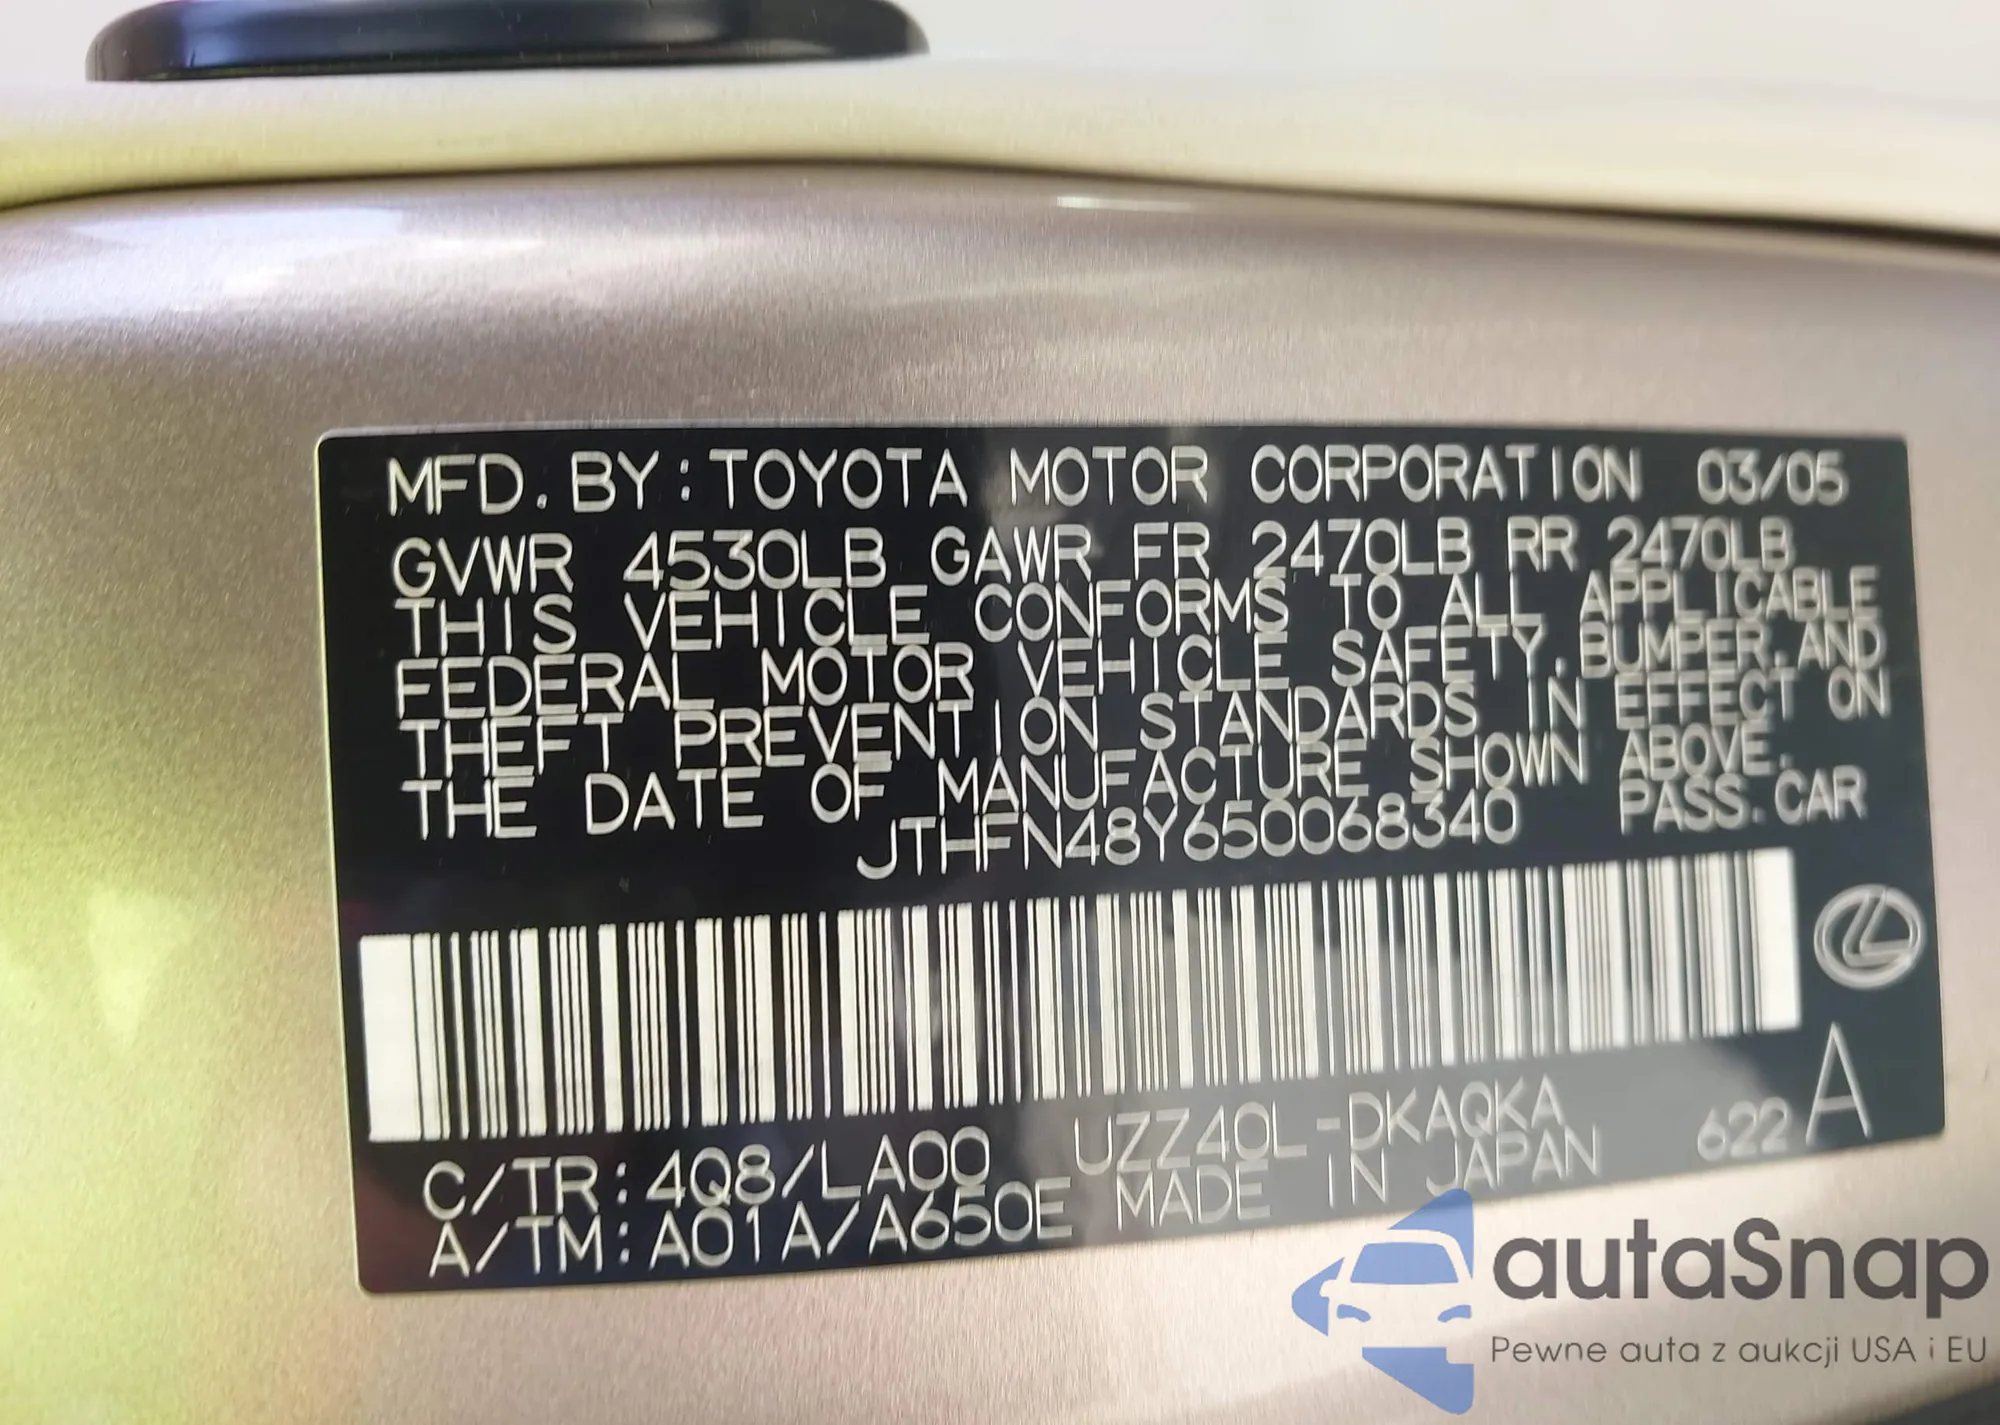 MFD. BY: TOYOTA MOTOR CORPORATION 03/05
GVWR 4530LB GAWR FR 2470LB RR 2470LB
THIS VEHICLE CONFORMS TO ALL APPLICABLE
FEDERAL MOTOR VEHICLE SAFETY, BUMPER, AND
THEFT PREVENTION STANDARDS IN EFFECT ON
THE DATE OF MANUFACTURE SHOWN ABOVE.
JTHFN48Y650068340 PASS. CAR
C/TR: 4Q8/LA00 UZZ40L-DKAQKA 622 A
A/TM: A01A/A650E MADE IN JAPAN
autaSnap
Pewne auta z aukcji USA i EU